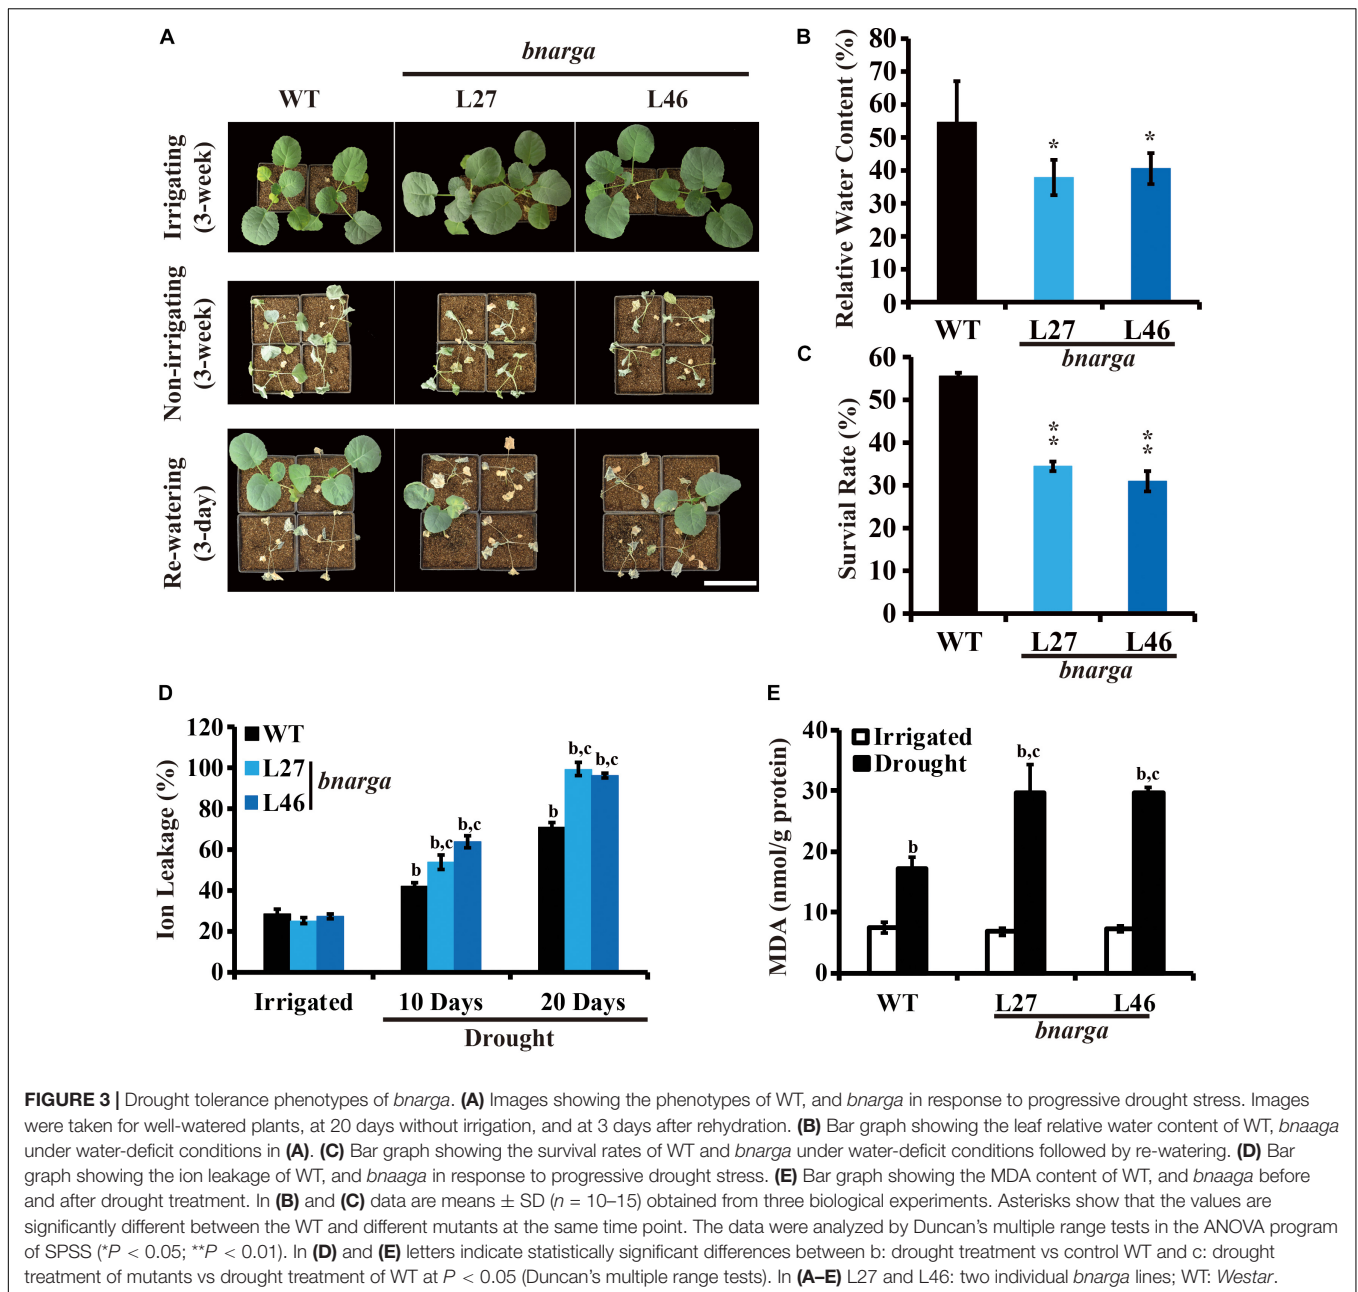 A
bnarga
WT
L27
L46
Irrigating
(3-week)
Non-irrigating
(3-week)
Re-watering
(3-day)
B
Relative Water Content (%)
80
70
60
50
40
30
20
10
0
*
*
WT
L27
L46
bnarga
C
Survial Rate (%)
60
50
40
30
20
10
0
**
**
WT
L27
L46
bnarga
D
Ion Leakage (%)
120
100
80
60
40
20
0
WT
L27
L46
bnarga
b
b,c
b,c
b
b,c
b,c
Irrigated
10 Days
20 Days
Drought
E
MDA (nmol/g protein)
40
30
20
10
0
Irrigated
Drought
b
b,c
b,c
WT
L27
L46
bnarga
FIGURE 3 | Drought tolerance phenotypes of bnarga. (A) Images showing the phenotypes of WT, and bnarga in response to progressive drought stress. Images
were taken for well-watered plants, at 20 days without irrigation, and at 3 days after rehydration. (B) Bar graph showing the leaf relative water content of WT, bnaaga
under water-deficit conditions in (A). (C) Bar graph showing the survival rates of WT and bnarga under water-deficit conditions followed by re-watering. (D) Bar
graph showing the ion leakage of WT, and bnaaga in response to progressive drought stress. (E) Bar graph showing the MDA content of WT, and bnaaga before
and after drought treatment. In (B) and (C) data are means ± SD (n = 10–15) obtained from three biological experiments. Asterisks show that the values are
significantly different between the WT and different mutants at the same time point. The data were analyzed by Duncan's multiple range tests in the ANOVA program
of SPSS (*P < 0.05; **P < 0.01). In (D) and (E) letters indicate statistically significant differences between b: drought treatment vs control WT and c: drought
treatment of mutants vs drought treatment of WT at P < 0.05 (Duncan's multiple range tests). In (A–E) L27 and L46: two individual bnarga lines; WT: Westar.